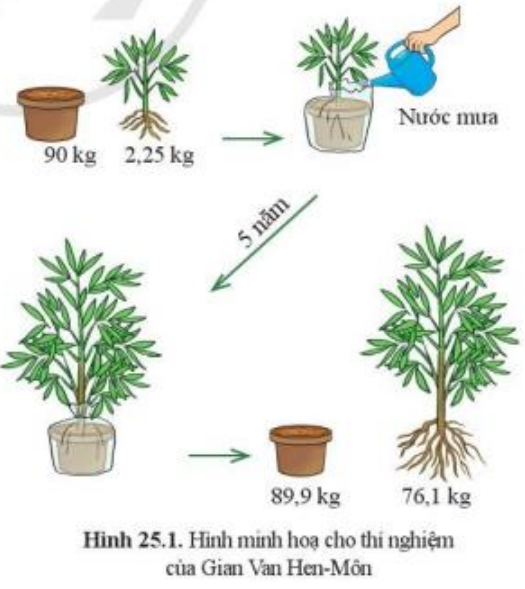 90 kg
2,25 kg
Nước mưa
5 năm
89,9 kg
76,1 kg
Hình 25.1. Hình minh hoạ cho thí nghiệm
của Gian Van Hen-Môn